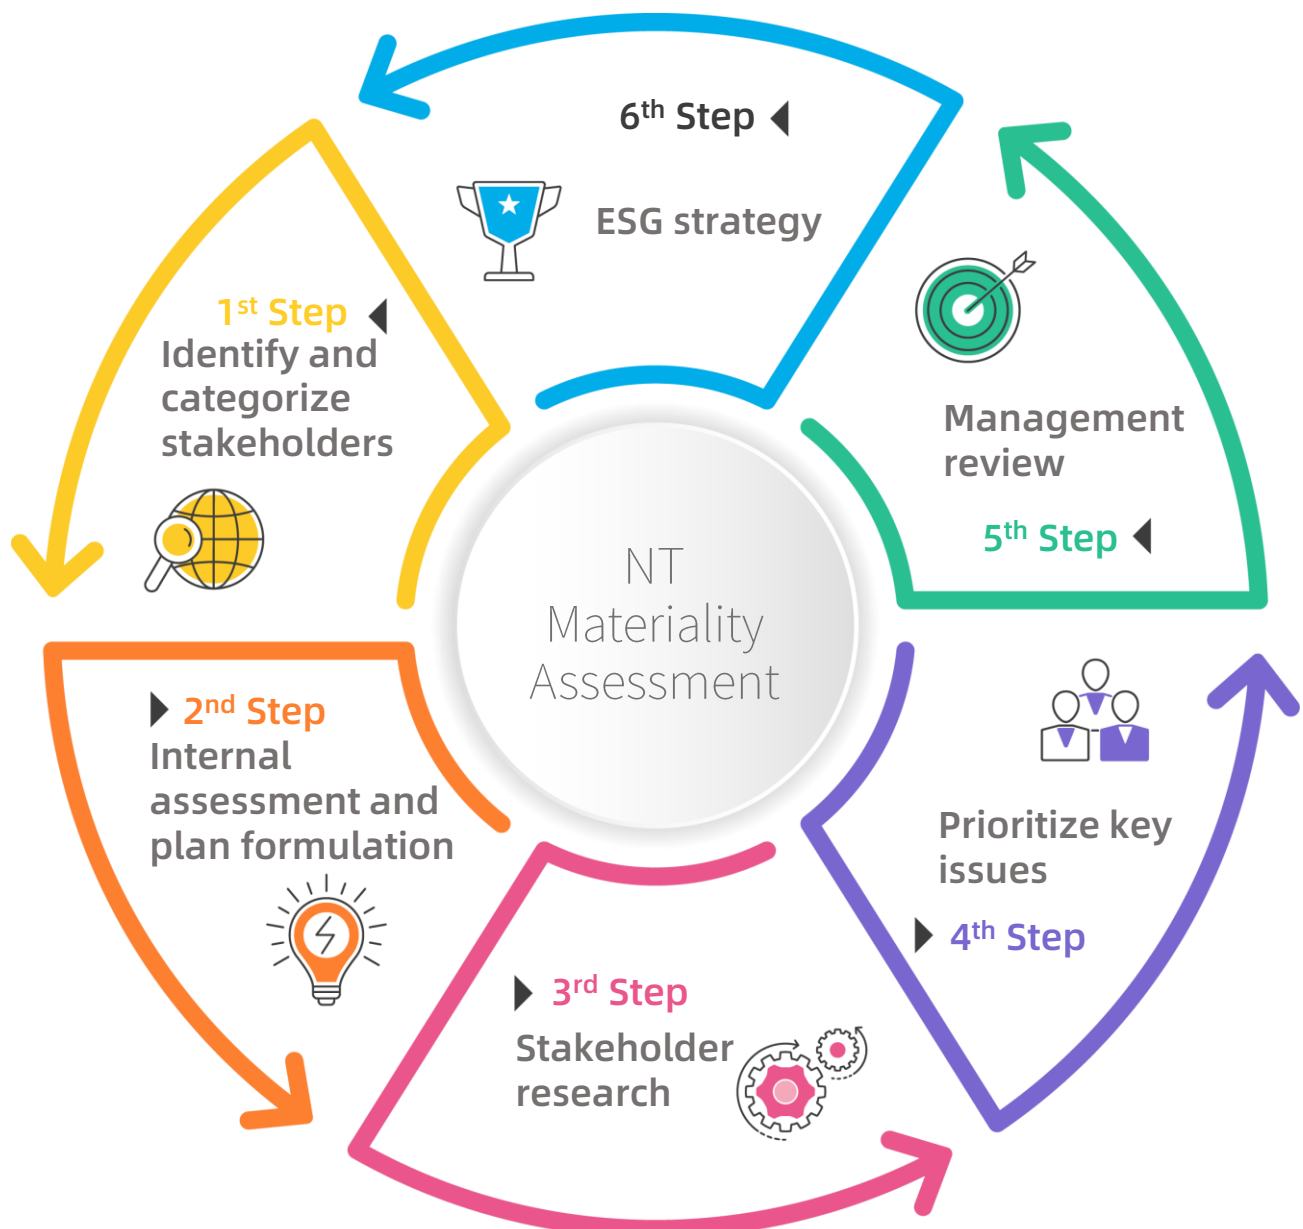 6th Step
ESG strategy
1st Step
Identify and
categorize
stakeholders
Management
review
5th Step
NT
Materiality
Assessment
2nd Step
Internal
assessment and
plan formulation
Prioritize key
issues
4th Step
3rd Step
Stakeholder
research